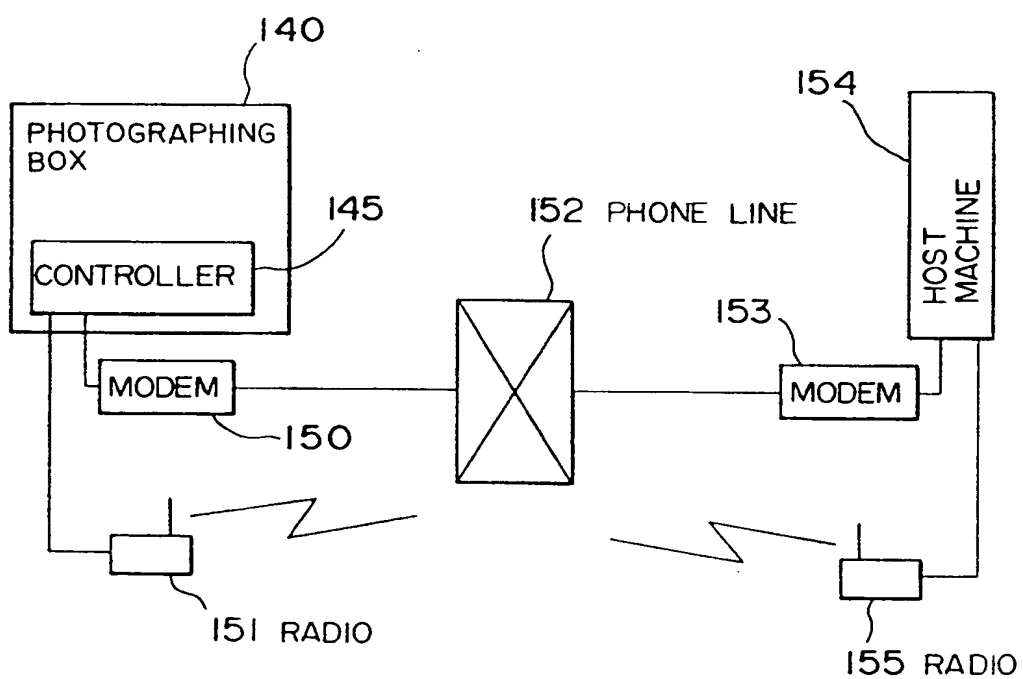 140
154
PHOTOGRAPHING
BOX
145
152 PHONE LINE
HOST
MACHINE
CONTROLLER
153
MODEM
MODEM
150
151 RADIO
155 RADIO